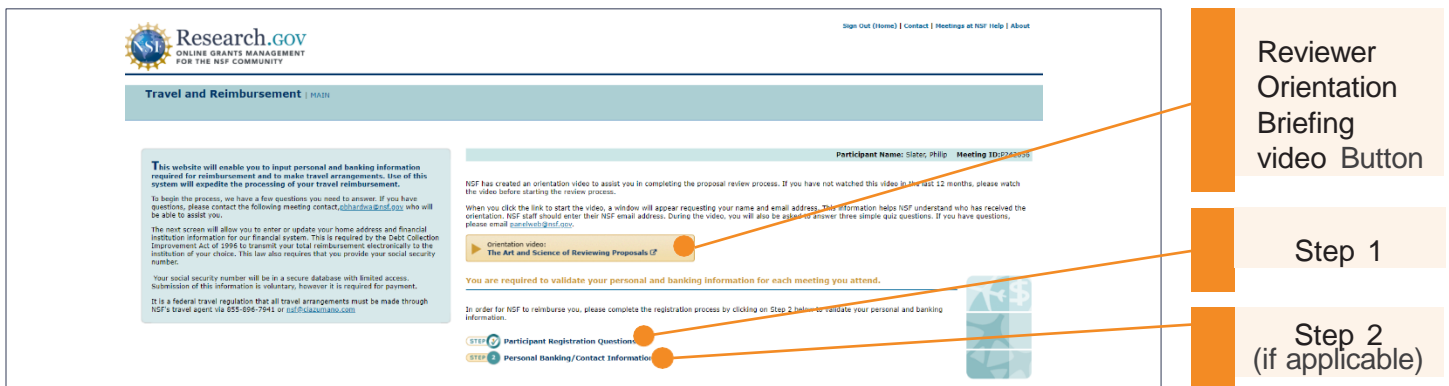 Sign Out (Home) | Contact | Meetings at NSF Help | About
NSF
Research.GOV
ONLINE GRANTS MANAGEMENT
FOR THE NSF COMMUNITY
Travel and Reimbursement | MAIN
This website will enable you to input personal and banking information
required for reimbursement and to make travel arrangements. Use of this
system will expedite the processing of your travel reimbursement.
To begin the process, we have a few questions you need to answer. If you have
questions, please contact the following meeting contact,pbhardwa@nsf.gov who will
be able to assist you.
The next screen will allow you to enter or update your home address and financial
institution information for our financial system. This is required by the Debt Collection
Improvement Act of 1996 to transmit your total reimbursement electronically to the
institution of your choice. This law also requires that you provide your social security
number.
Your social security number will be in a secure database with limited access.
Submission of this information is voluntary, however it is required for payment.
It is a federal travel regulation that all travel arrangements must be made through
NSF's travel agent via 855-896-7941 or nsf@ciazumano.com
Participant Name: Slater, Philip Meeting ID:
NSF has created an orientation video to assist you in completing the proposal review process. If you have not watched this video in the last 12 months, please watch
the video before starting the review process.
When you click the link to start the video, a window will appear requesting your name and email address. This information helps NSF understand who has received the
orientation. NSF staff should enter their NSF email address. During the video, you will also be asked to answer three simple quiz questions. If you have questions,
please email panelweb@nsf.gov.
Orientation video:
The Art and Science of Reviewing Proposals
You are required to validate your personal and banking information for each meeting you attend.
In order for NSF to reimburse you, please complete the registration process by clicking on Step 2 below to validate your personal and banking
information.
STEP Participant Registration Questions
STEP 2 Personal Banking/Contact Information
Reviewer
Orientation
Briefing
video Button
Step 1
Step 2
(if applicable)